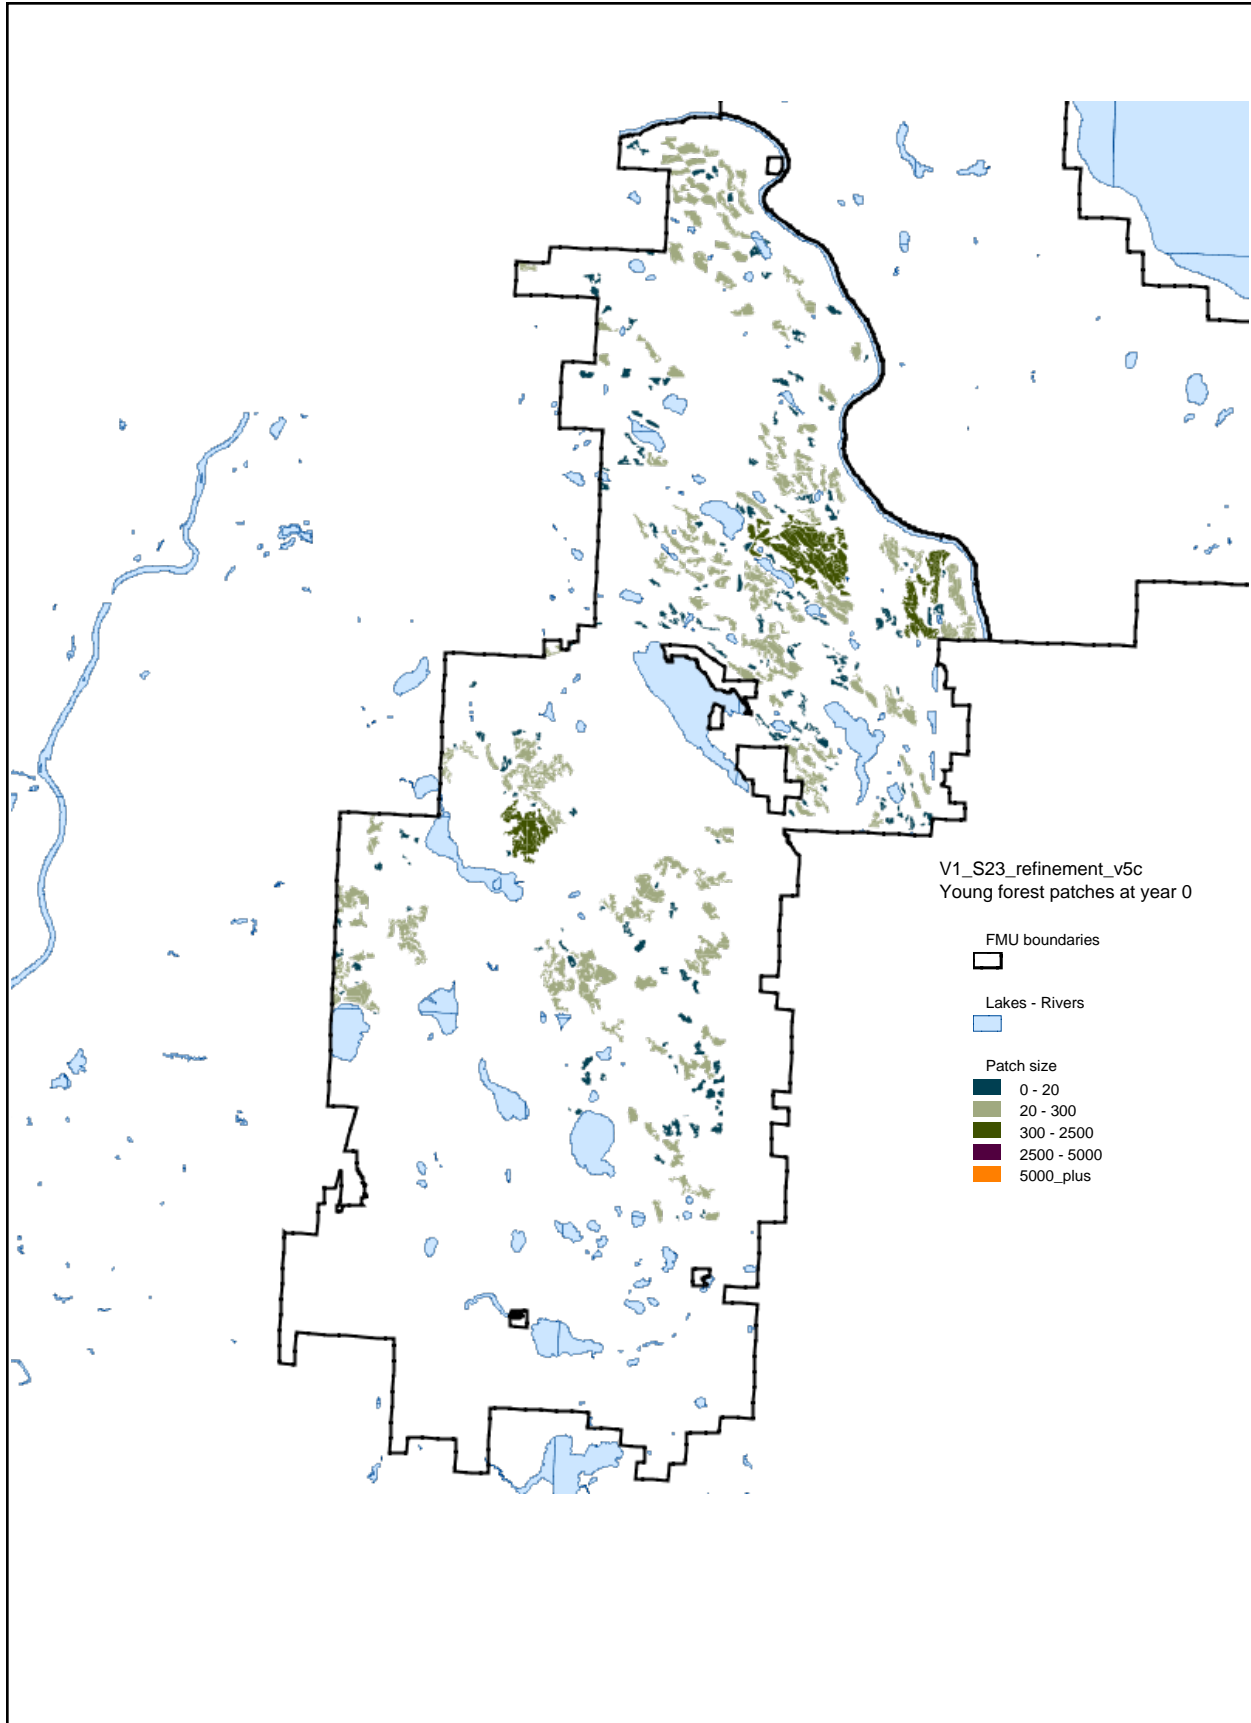 V1_S23_refinement_v5c
Young forest patches at year 0
FMU boundaries
Lakes - Rivers
Patch size
0 - 20
20 - 300
300 - 2500
2500 - 5000
5000_plus